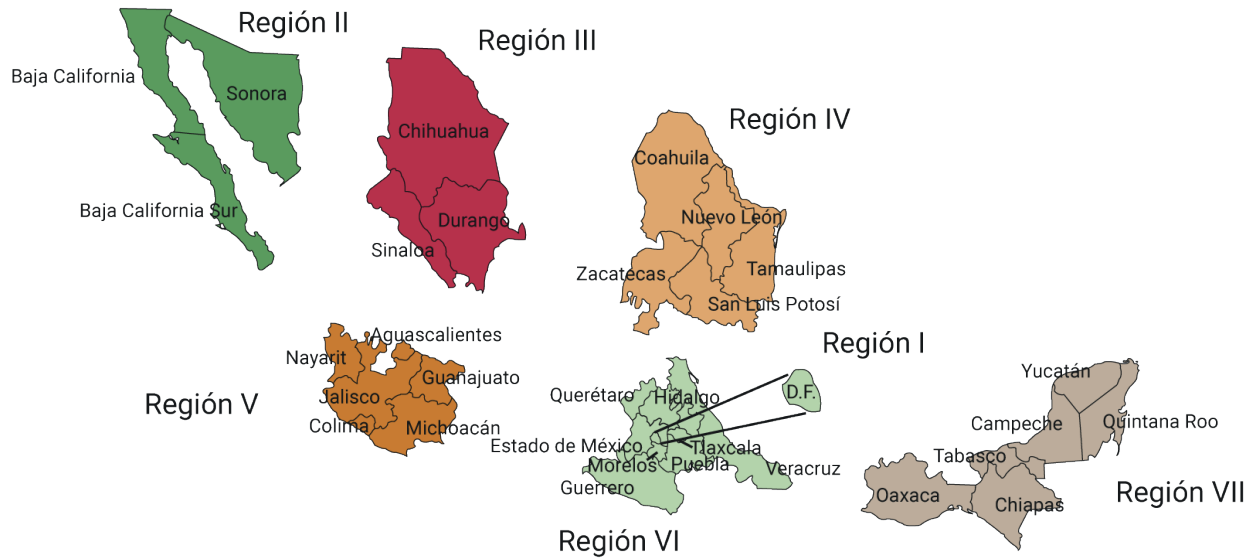 Región II
Baja California
Sonora
Baja California Sur
Región III
Chihuahua
Durango
Sinaloa
Región IV
Coahuila
Nuevo León
Zacatecas
Tamaulipas
San Luis Potosí
Región V
Aguascalientes
Nayarit
Guanajuato
Jalisco
Colima
Michoacán
Región I
D.F.
Querétaro
Hidalgo
Estado de México
Tlaxcala
Morelos
Puebla
Veracruz
Guerrero
Región VI
Yucatán
Campeche
Quintana Roo
Tabasco
Oaxaca
Chiapas
Región VII